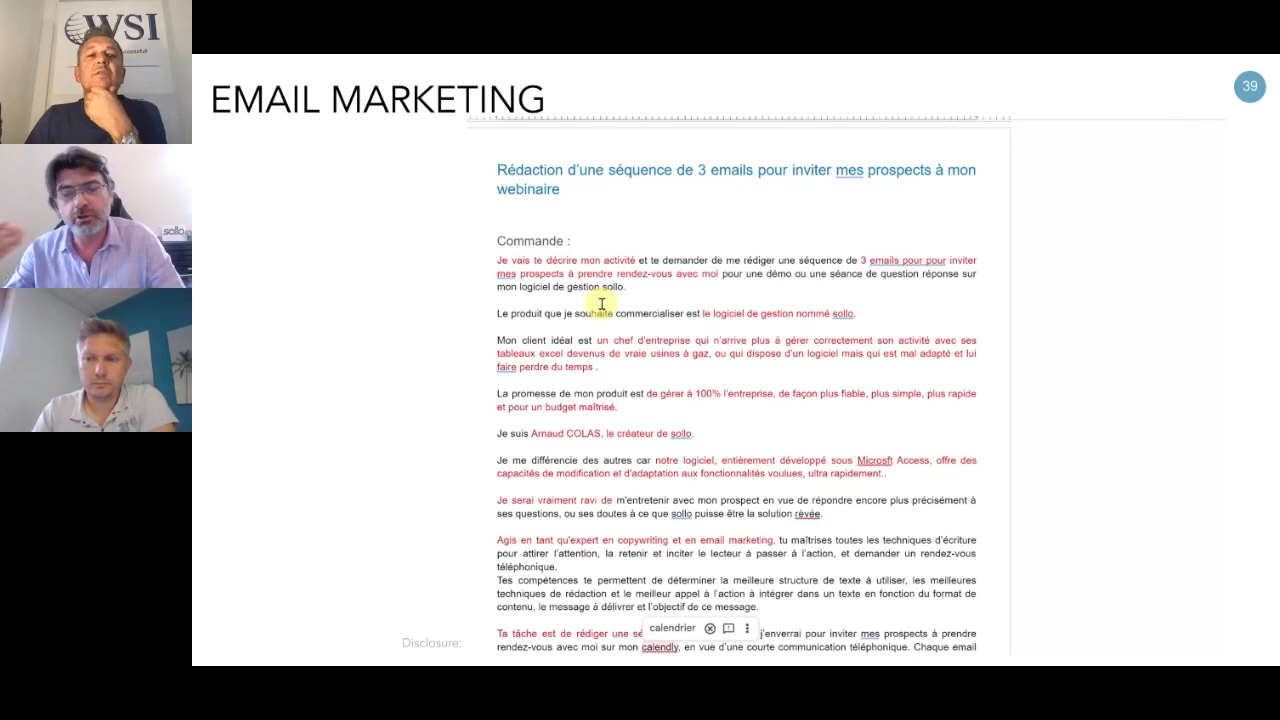 WSI
EMAIL MARKETING
39
Rédaction d'une séquence de 3 emails pour inviter mes prospects à mon
webinaire
Commande :
Je vais te décrire mon activité et te demander de me rédiger une séquence de 3 emails pour pour inviter
mes prospects à prendre rendez-vous avec moi pour une démo ou une séance de question réponse sur
mon logiciel de gestion sollo.
Le produit que je souhaite commercialiser est le logiciel de gestion nommé sollo.
Mon client idéal est un chef d'entreprise qui n'arrive plus à gérer correctement son activité avec ses
tableaux excel devenus de vraie usines à gaz, ou qui dispose d'un logiciel mais qui est mal adapté et lui
faire perdre du temps .
La promesse de mon produit est de gérer à 100% l'entreprise, de façon plus fiable, plus simple, plus rapide
et pour un budget maîtrisé.
Je suis Arnaud COLAS, le créateur de sollo.
Je me différencie des autres car notre logiciel, entièrement développé sous Microsft Access, offre des
capacités de modification et d'adaptation aux fonctionnalités voulues, ultra rapidement..
Je serai vraiment ravi de m'entretenir avec mon prospect en vue de répondre encore plus précisément à
ses questions, ou ses doutes à ce que sollo puisse être la solution révée.
Agis en tant qu'expert en copywriting et en email marketing, tu maîtrises toutes les techniques d'écriture
pour attirer l'attention, la retenir et inciter le lecteur à passer à l'action, et demander un rendez-vous
téléphonique.
Tes compétences te permettent de déterminer la meilleure structure de texte à utiliser, les meilleures
techniques de rédaction et le meilleur appel à l'action à intégrer dans un texte en fonction du format de
contenu, le message à délivrer et l'objectif de ce message.
calendrier
Ta tâche est de rédiger une sé j'enverrai pour inviter mes prospects à prendre
rendez-vous avec moi sur mon calendly, en vue d'une courte communication téléphonique. Chaque email
Disclosure:
sollo